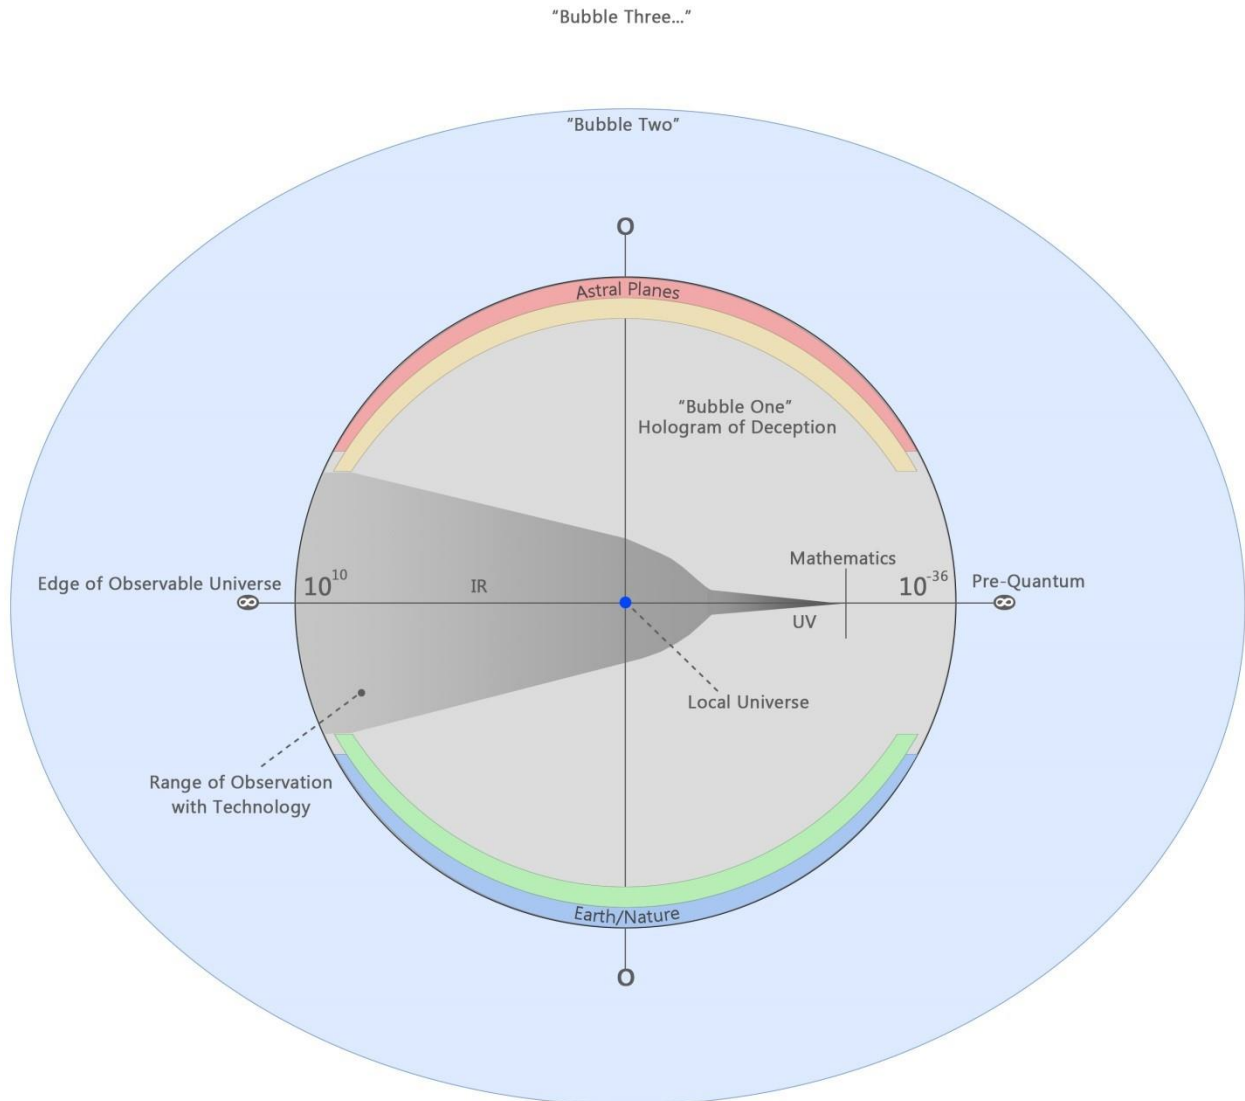 “Bubble Three...”
“Bubble Two”
O
Astral Planes
“Bubble One”
Hologram of Deception
Mathematics
Edge of Observable Universe
∞
10¹⁰
IR
10⁻³⁶
∞
Pre-Quantum
UV
Local Universe
Range of Observation
with Technology
Earth/Nature
O